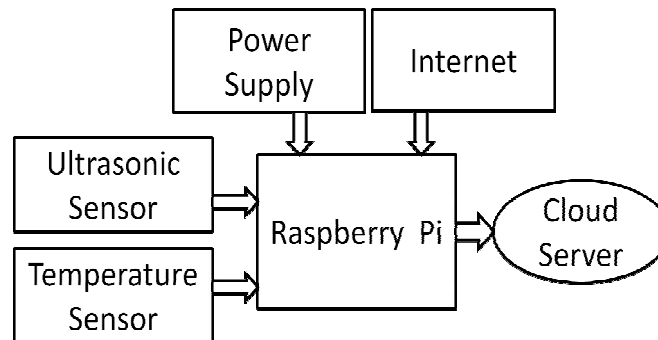 Power
Supply
Internet
Ultrasonic
Sensor
Raspberry Pi
Cloud
Server
Temperature
Sensor